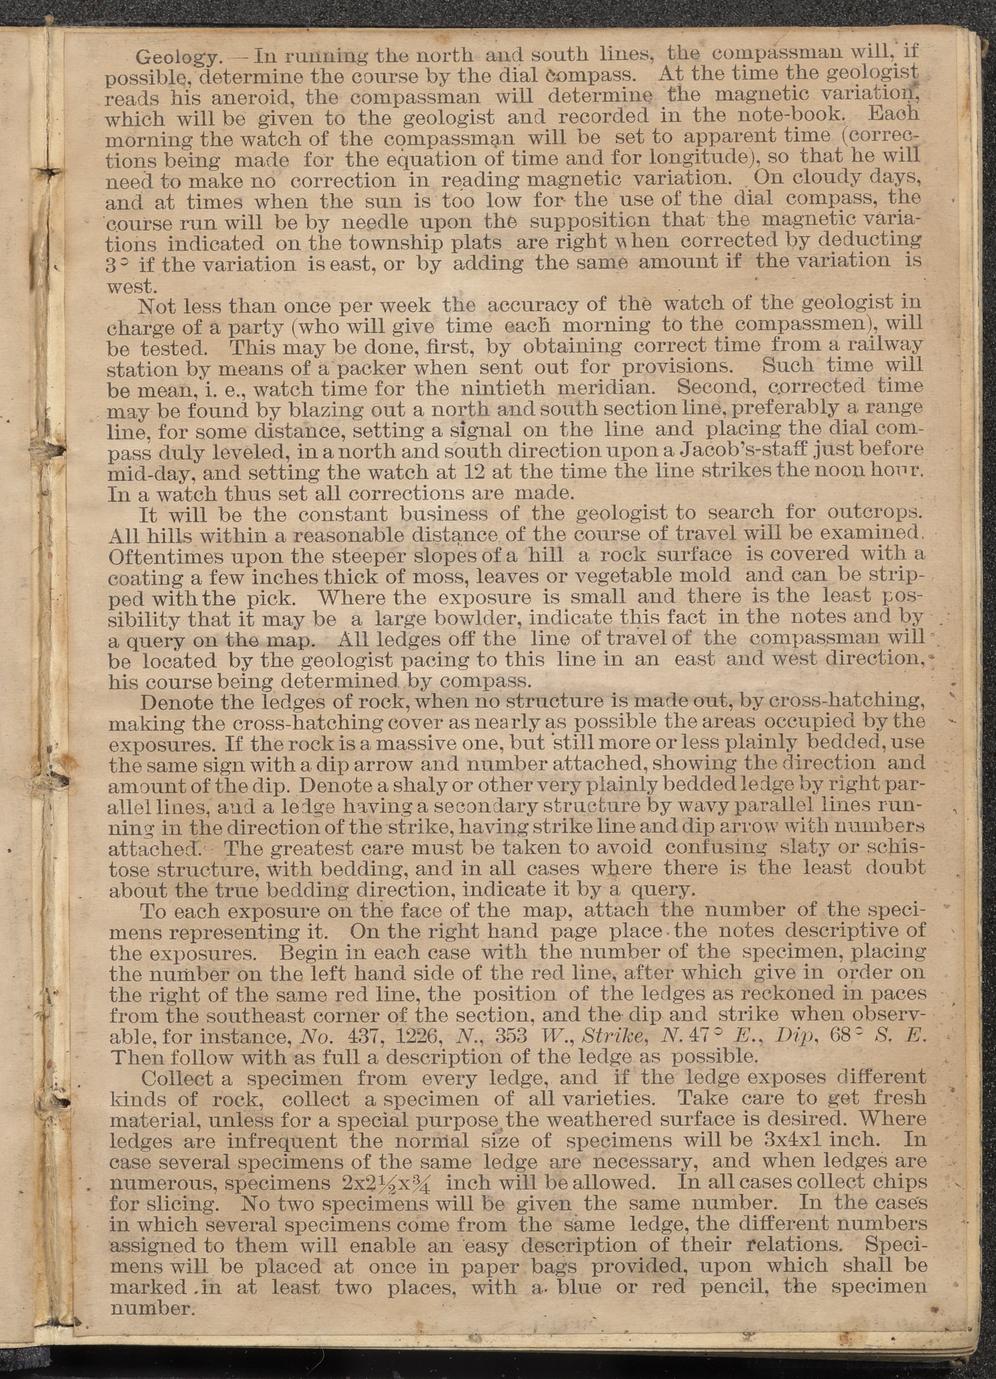 Geology. — In running the north and south lines, the compassman will, if
possible, determine the course by the dial compass. At the time the geologist
reads his aneroid, the compassman will determine the magnetic variation,
which will be given to the geologist and recorded in the note-book. Each
morning the watch of the compassman will be set to apparent time (correc-
tions being made for the equation of time and for longitude), so that he will
need to make no correction in reading magnetic variation. On cloudy days,
and at times when the sun is too low for the use of the dial compass, the
course run will be by needle upon the supposition that the magnetic varia-
tions indicated on the township plats are right when corrected by deducting
3° if the variation is east, or by adding the same amount if the variation is
west.
Not less than once per week the accuracy of the watch of the geologist in
charge of a party (who will give time each morning to the compassmen), will
be tested. This may be done, first, by obtaining correct time from a railway
station by means of a packer when sent out for provisions. Such time will
be mean, i. e., watch time for the nintieth meridian. Second, corrected time
may be found by blazing out a north and south section line, preferably a range
line, for some distance, setting a signal on the line and placing the dial com-
pass duly leveled, in a north and south direction upon a Jacob's-staff just before
mid-day, and setting the watch at 12 at the time the line strikes the noon hour.
In a watch thus set all corrections are made.
It will be the constant business of the geologist to search for outcrops.
All hills within a reasonable distance of the course of travel will be examined.
Oftentimes upon the steeper slopes of a hill a rock surface is covered with a
coating a few inches thick of moss, leaves or vegetable mold and can be strip-
ped with the pick. Where the exposure is small and there is the least pos-
sibility that it may be a large bowlder, indicate this fact in the notes and by
a query on the map. All ledges off the line of travel of the compassman will
be located by the geologist pacing to this line in an east and west direction,
his course being determined by compass.
Denote the ledges of rock, when no structure is made out, by cross-hatching,
making the cross-hatching cover as nearly as possible the areas occupied by the
exposures. If the rock is a massive one, but still more or less plainly bedded, use
the same sign with a dip arrow and number attached, showing the direction and
amount of the dip. Denote a shaly or other very plainly bedded ledge by right par-
allel lines, and a ledge having a secondary structure by wavy parallel lines run-
ning in the direction of the strike, having strike line and dip arrow with numbers
attached. The greatest care must be taken to avoid confusing slaty or schis-
tose structure, with bedding, and in all cases where there is the least doubt
about the true bedding direction, indicate it by a query.
To each exposure on the face of the map, attach the number of the speci-
mens representing it. On the right hand page place the notes descriptive of
the exposures. Begin in each case with the number of the specimen, placing
the number on the left hand side of the red line, after which give in order on
the right of the same red line, the position of the ledges as reckoned in paces
from the southeast corner of the section, and the dip and strike when observ-
able, for instance, No. 437, 1226, N., 353 W., Strike, N. 47° E., Dip, 68° S. E.
Then follow with as full a description of the ledge as possible.
Collect a specimen from every ledge, and if the ledge exposes different
kinds of rock, collect a specimen of all varieties. Take care to get fresh
material, unless for a special purpose the weathered surface is desired. Where
ledges are infrequent the normal size of specimens will be 3x4x1 inch. In
case several specimens of the same ledge are necessary, and when ledges are
numerous, specimens 2x2½x¾ inch will be allowed. In all cases collect chips
for slicing. No two specimens will be given the same number. In the cases
in which several specimens come from the same ledge, the different numbers
assigned to them will enable an easy description of their relations. Speci-
mens will be placed at once in paper bags provided, upon which shall be
marked in at least two places, with a blue or red pencil, the specimen
number.